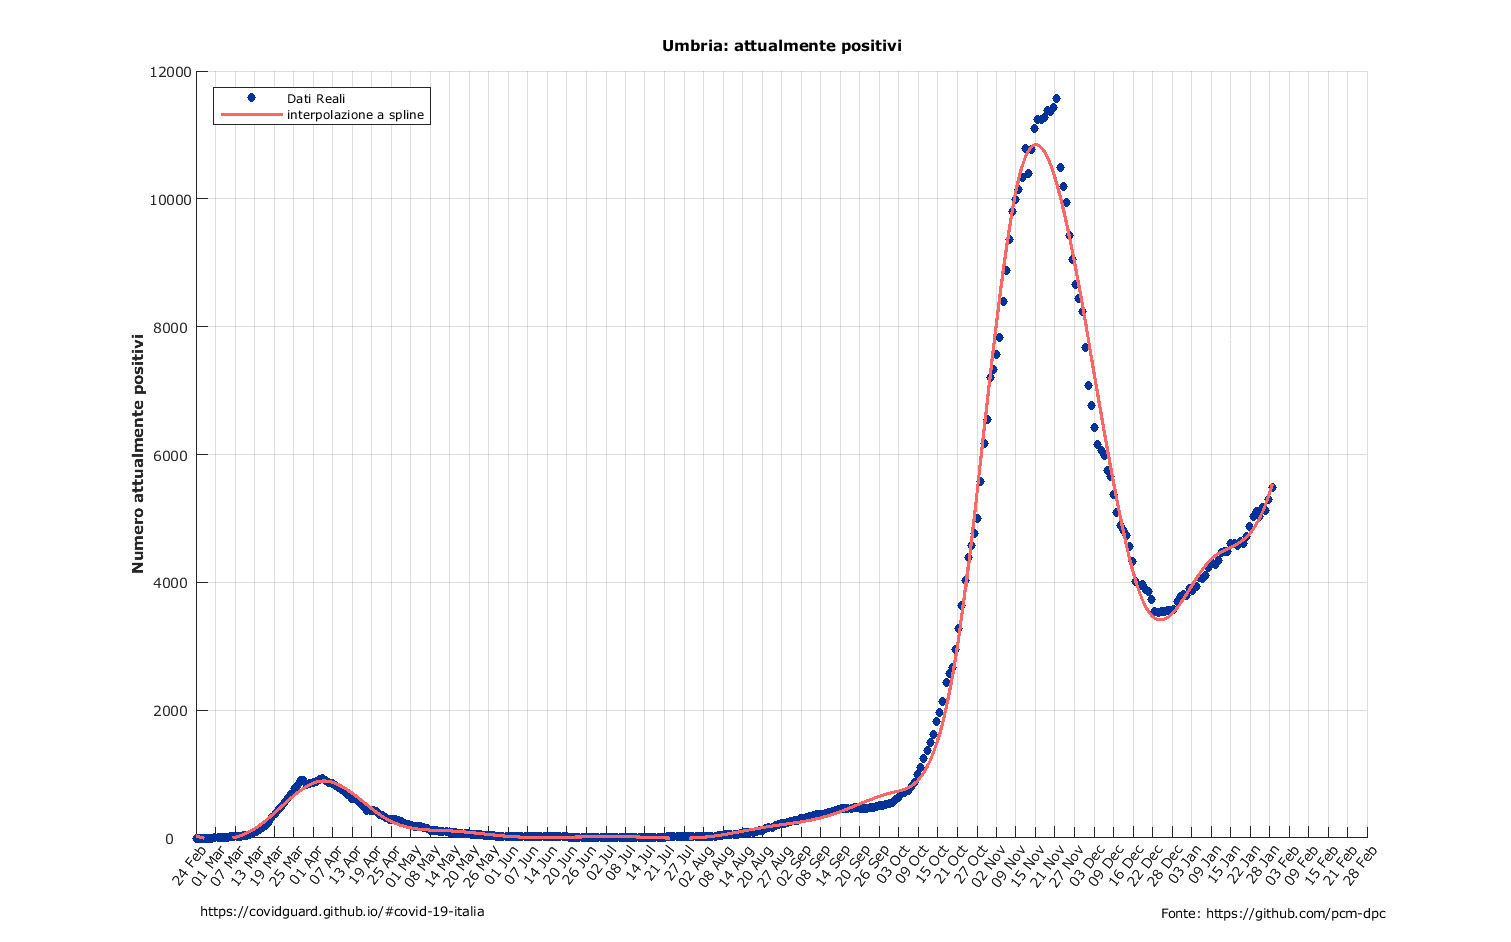 Umbria: attualmente positivi
Dati Reali
interpolazione a spline
Numero attualmente positivi
12000
10000
8000
6000
4000
2000
0
24 Feb
01 Mar
07 Mar
13 Mar
19 Mar
25 Mar
01 Apr
07 Apr
13 Apr
19 Apr
25 Apr
01 May
08 May
14 May
20 May
26 May
01 Jun
07 Jun
14 Jun
20 Jun
26 Jun
02 Jul
08 Jul
14 Jul
21 Jul
27 Jul
02 Aug
08 Aug
14 Aug
20 Aug
27 Aug
02 Sep
08 Sep
14 Sep
20 Sep
26 Sep
03 Oct
09 Oct
15 Oct
21 Oct
27 Oct
02 Nov
09 Nov
15 Nov
21 Nov
27 Nov
03 Dec
09 Dec
16 Dec
22 Dec
28 Dec
03 Jan
09 Jan
15 Jan
22 Jan
28 Jan
03 Feb
09 Feb
15 Feb
21 Feb
28 Feb
https://covidguard.github.io/#covid-19-italia
Fonte: https://github.com/pcm-dpc